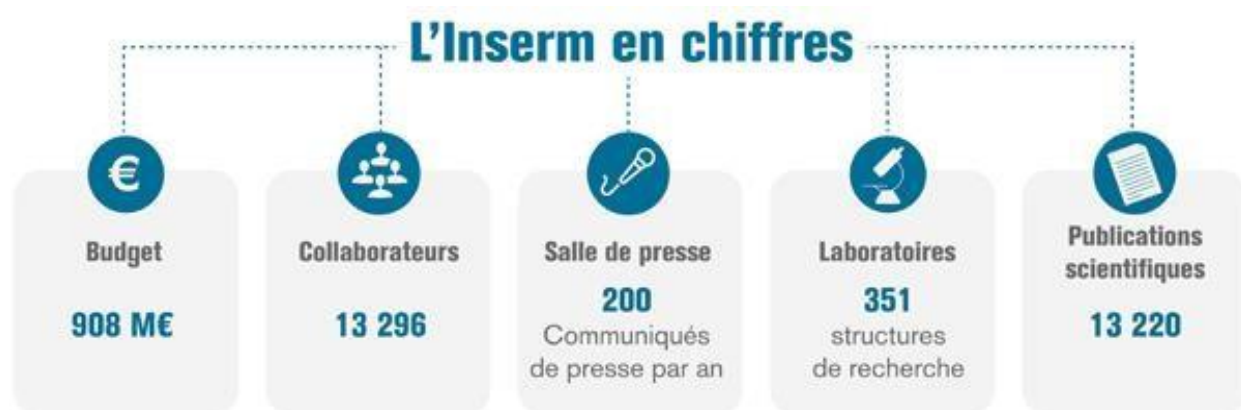 L'Inserm en chiffres
€
Budget
908 M€
Collaborateurs
13 296
Salle de presse
200
Communiqués
de presse par an
Laboratoires
351
structures
de recherche
Publications
scientifiques
13 220